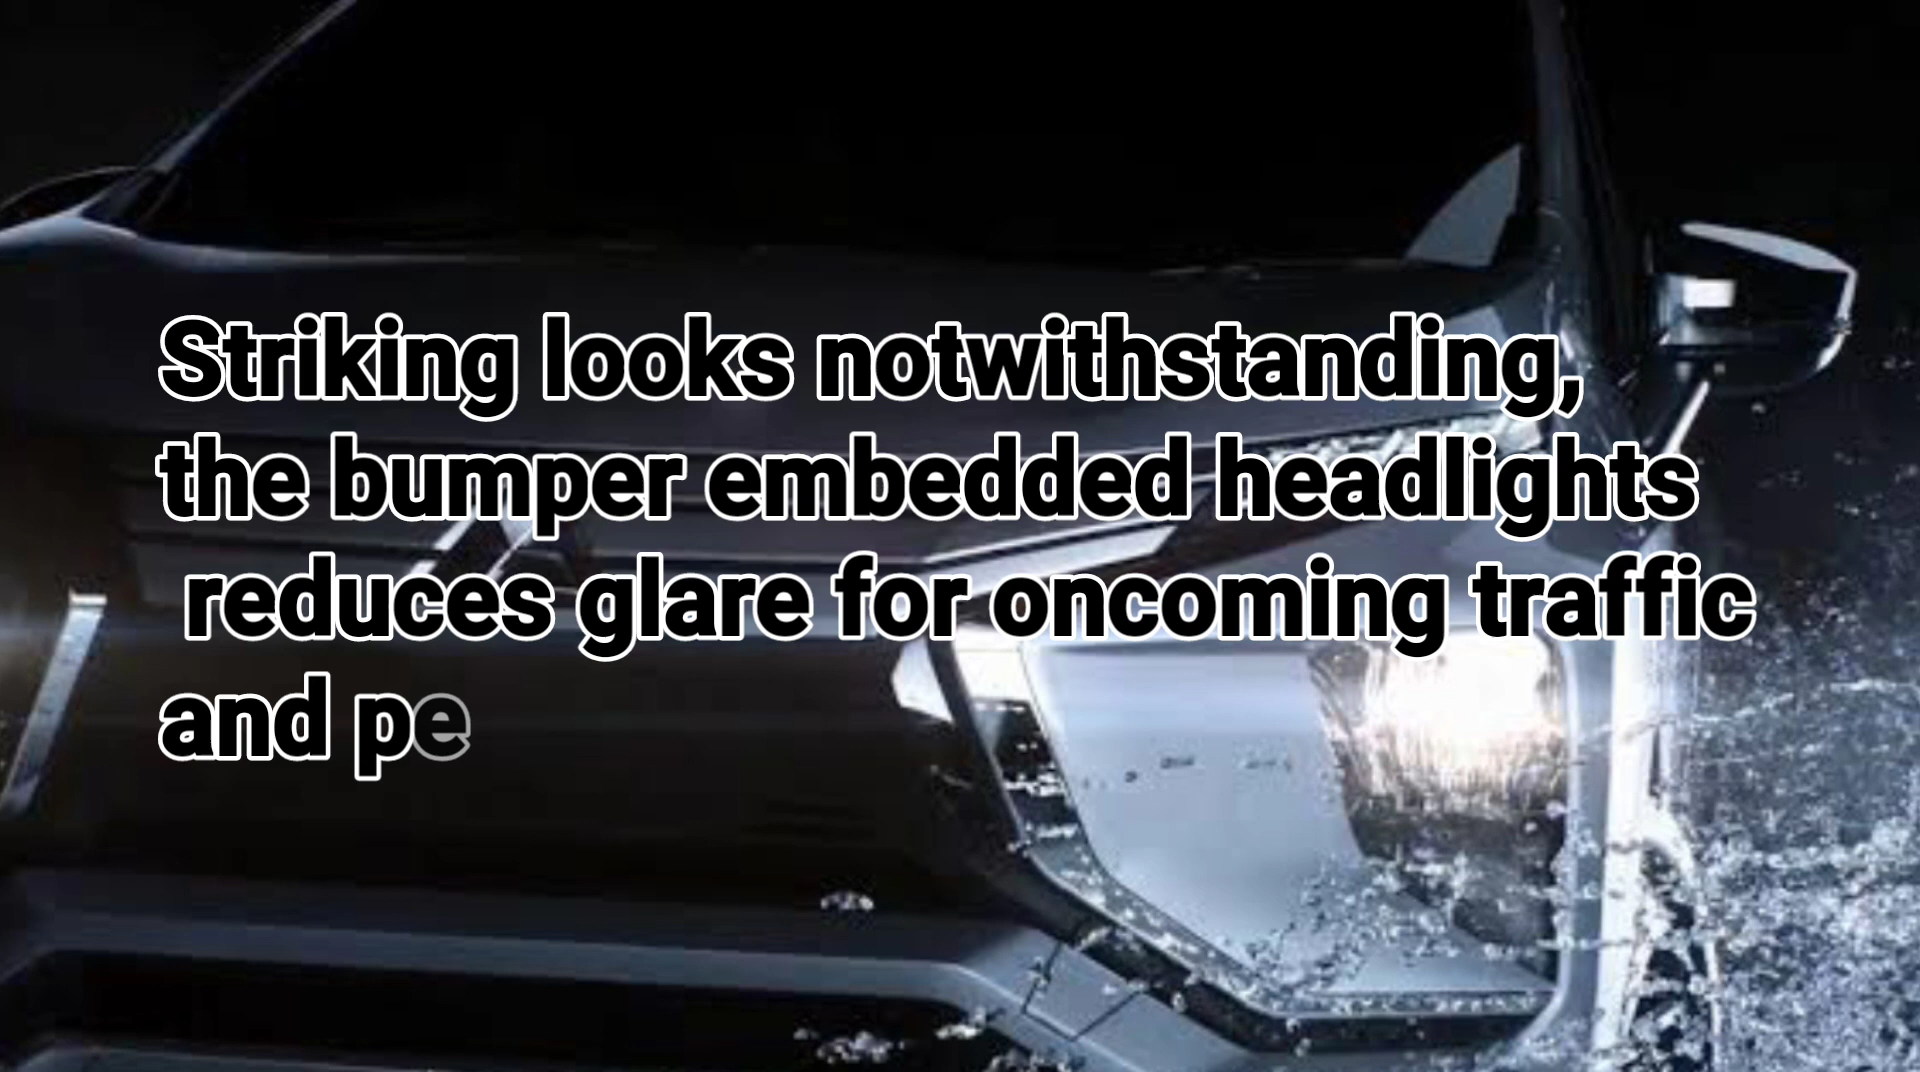 Striking looks notwithstanding,
the bumper embedded headlights
reduces glare for oncoming traffic
and pe